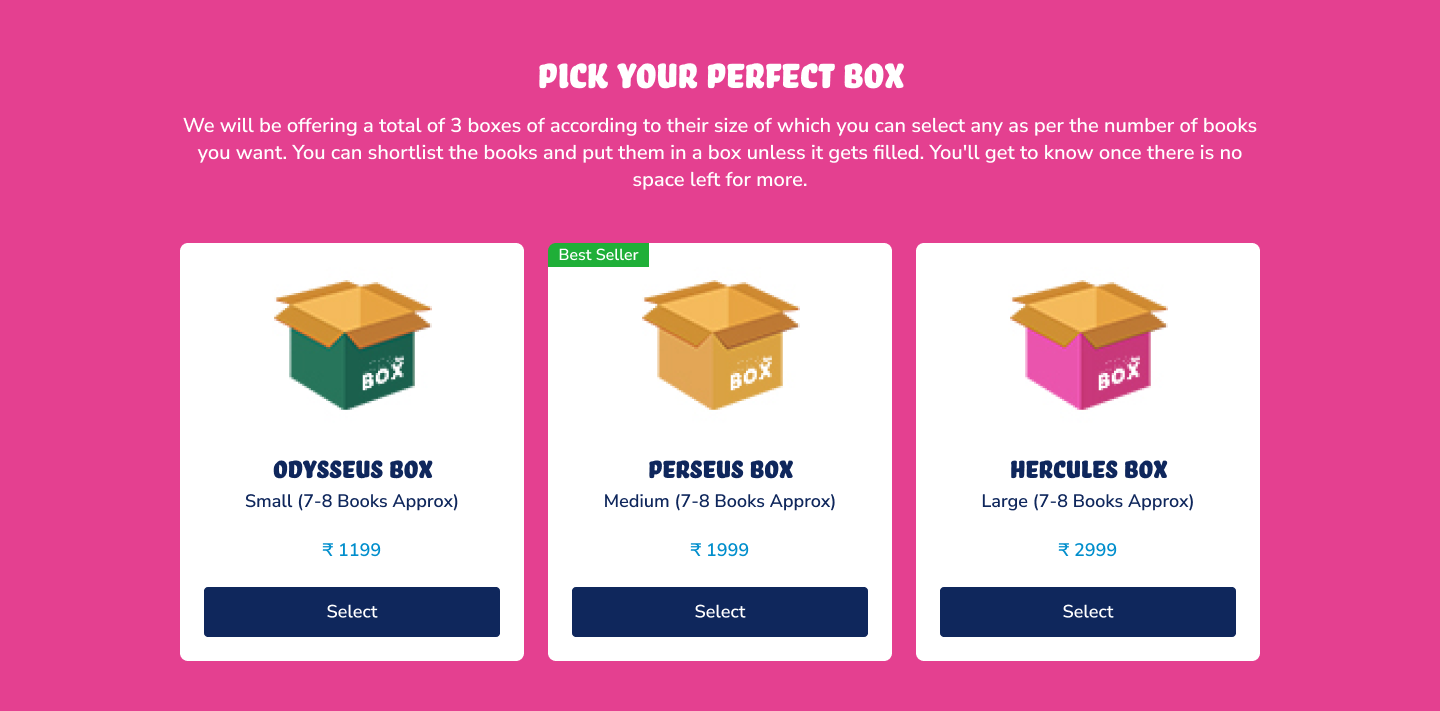 PICK YOUR PERFECT BOX
We will be offering a total of 3 boxes of according to their size of which you can select any as per the number of books
you want. You can shortlist the books and put them in a box unless it gets filled. You'll get to know once there is no
space left for more.
Best Seller
BOX
BOX
BOX
ODYSSEUS BOX
PERSEUS BOX
HERCULES BOX
Small (7-8 Books Approx)
Medium (7-8 Books Approx)
Large (7-8 Books Approx)
₹ 1199
₹ 1999
₹ 2999
Select
Select
Select